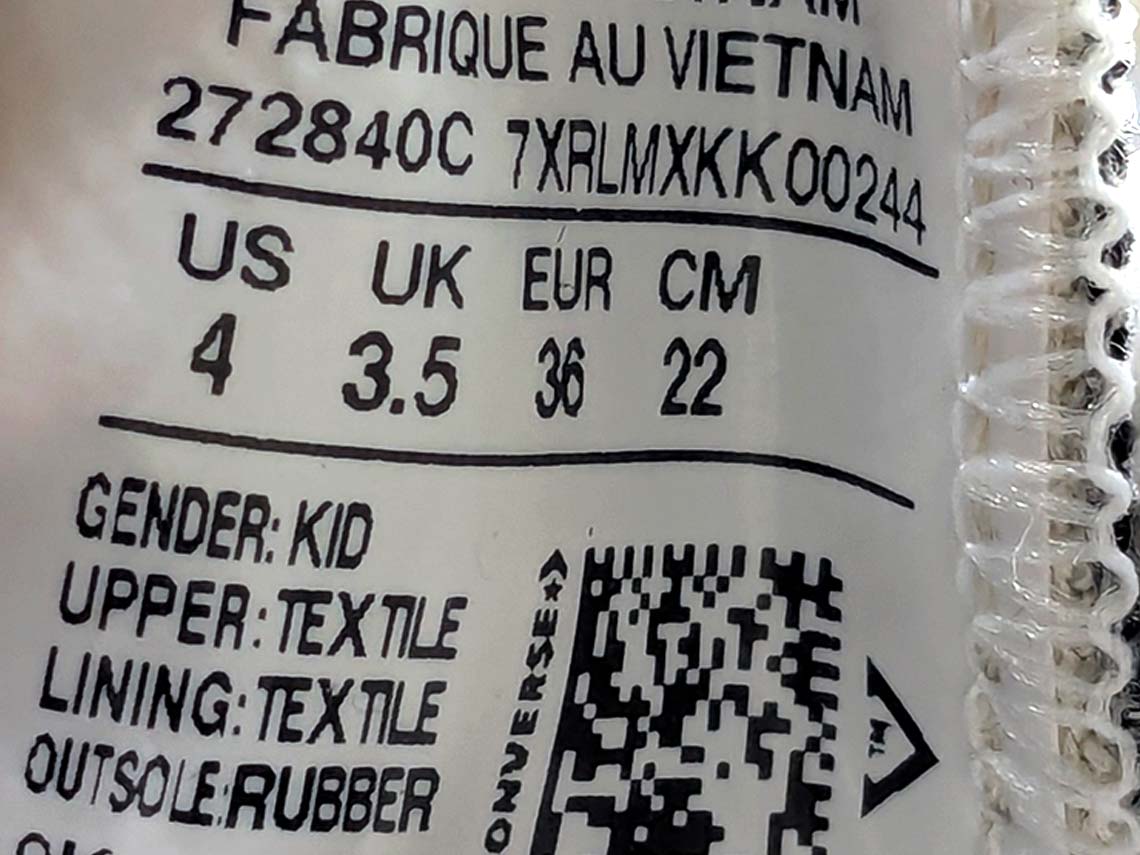 FABRIQUE AU VIETNAM
272840C 7XRLMXKK00244
US UK EUR CM
4 3.5 36 22
GENDER: KID
UPPER: TEXTILE
LINING: TEXTILE
OUTSOLE:RUBBER
ONVERSE
TM